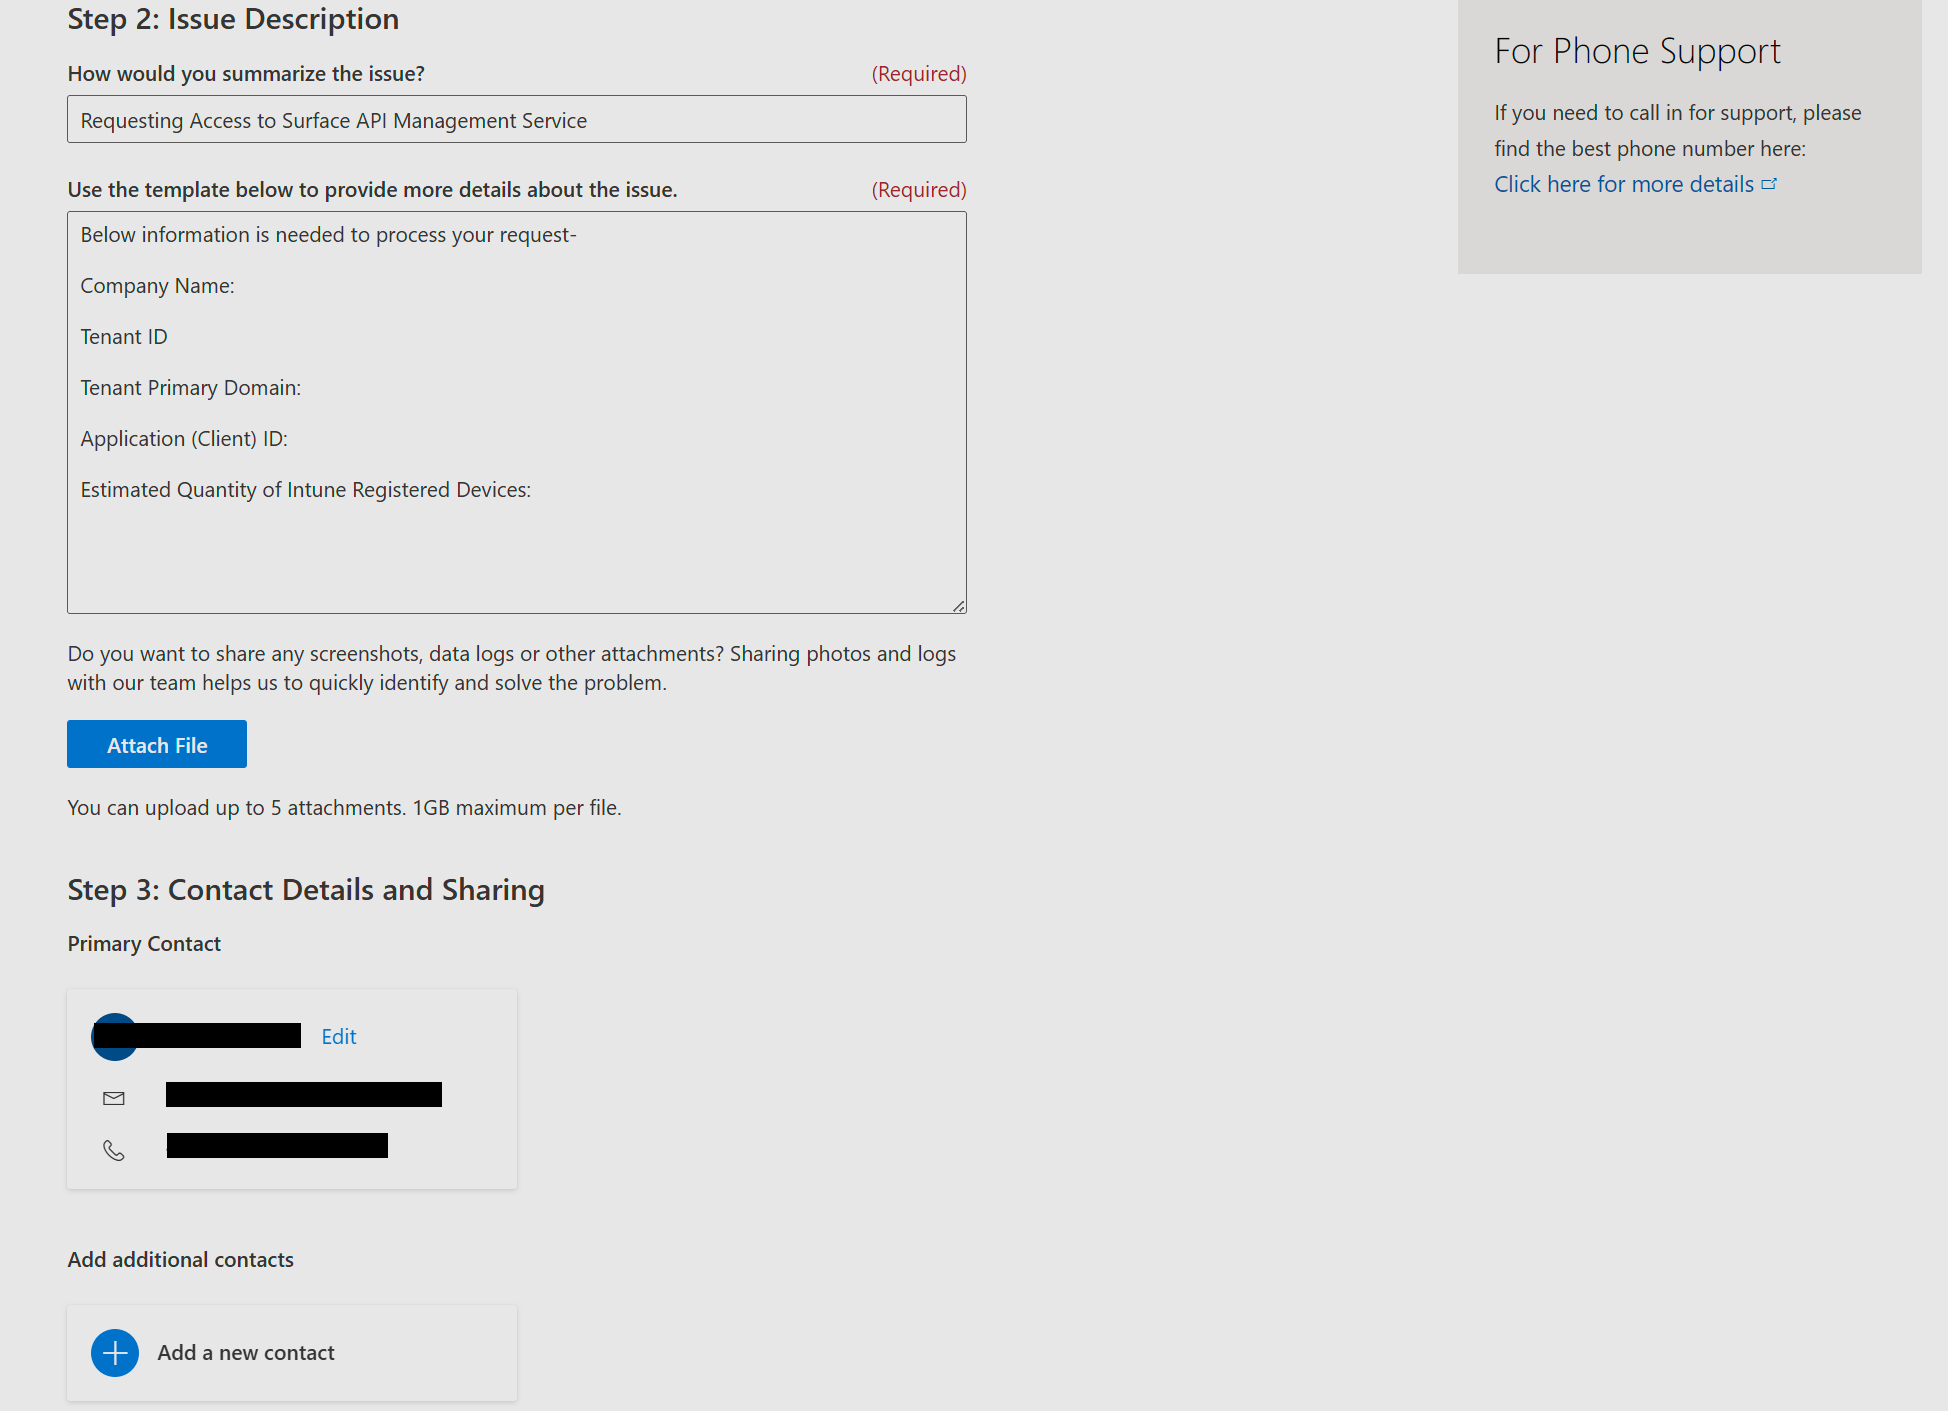 Step 2: Issue Description
How would you summarize the issue?
(Required)
Requesting Access to Surface API Management Service
Use the template below to provide more details about the issue.
(Required)
Below information is needed to process your request-
Company Name:
Tenant ID
Tenant Primary Domain:
Application (Client) ID:
Estimated Quantity of Intune Registered Devices:
Do you want to share any screenshots, data logs or other attachments? Sharing photos and logs
with our team helps us to quickly identify and solve the problem.
Attach File
You can upload up to 5 attachments. 1GB maximum per file.
Step 3: Contact Details and Sharing
Primary Contact
Edit
Add additional contacts
Add a new contact
For Phone Support
If you need to call in for support, please
find the best phone number here:
Click here for more details